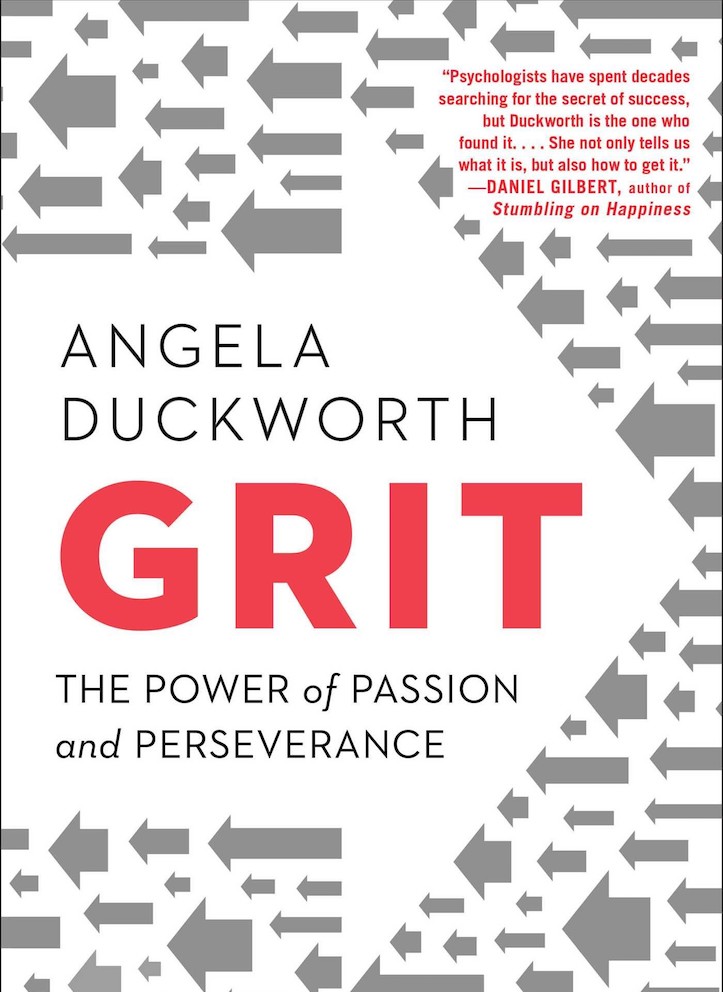 “Psychologists have spent decades
searching for the secret of success,
but Duckworth is the one who
found it. . . . She not only tells us
what it is, but also how to get it.”
—DANIEL GILBERT, author of
Stumbling on Happiness
ANGELA
DUCKWORTH
GRIT
THE POWER of PASSION
and PERSEVERANCE